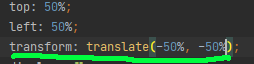 top: 50%;
left: 50%;
transform: translate(-50%, -50%);